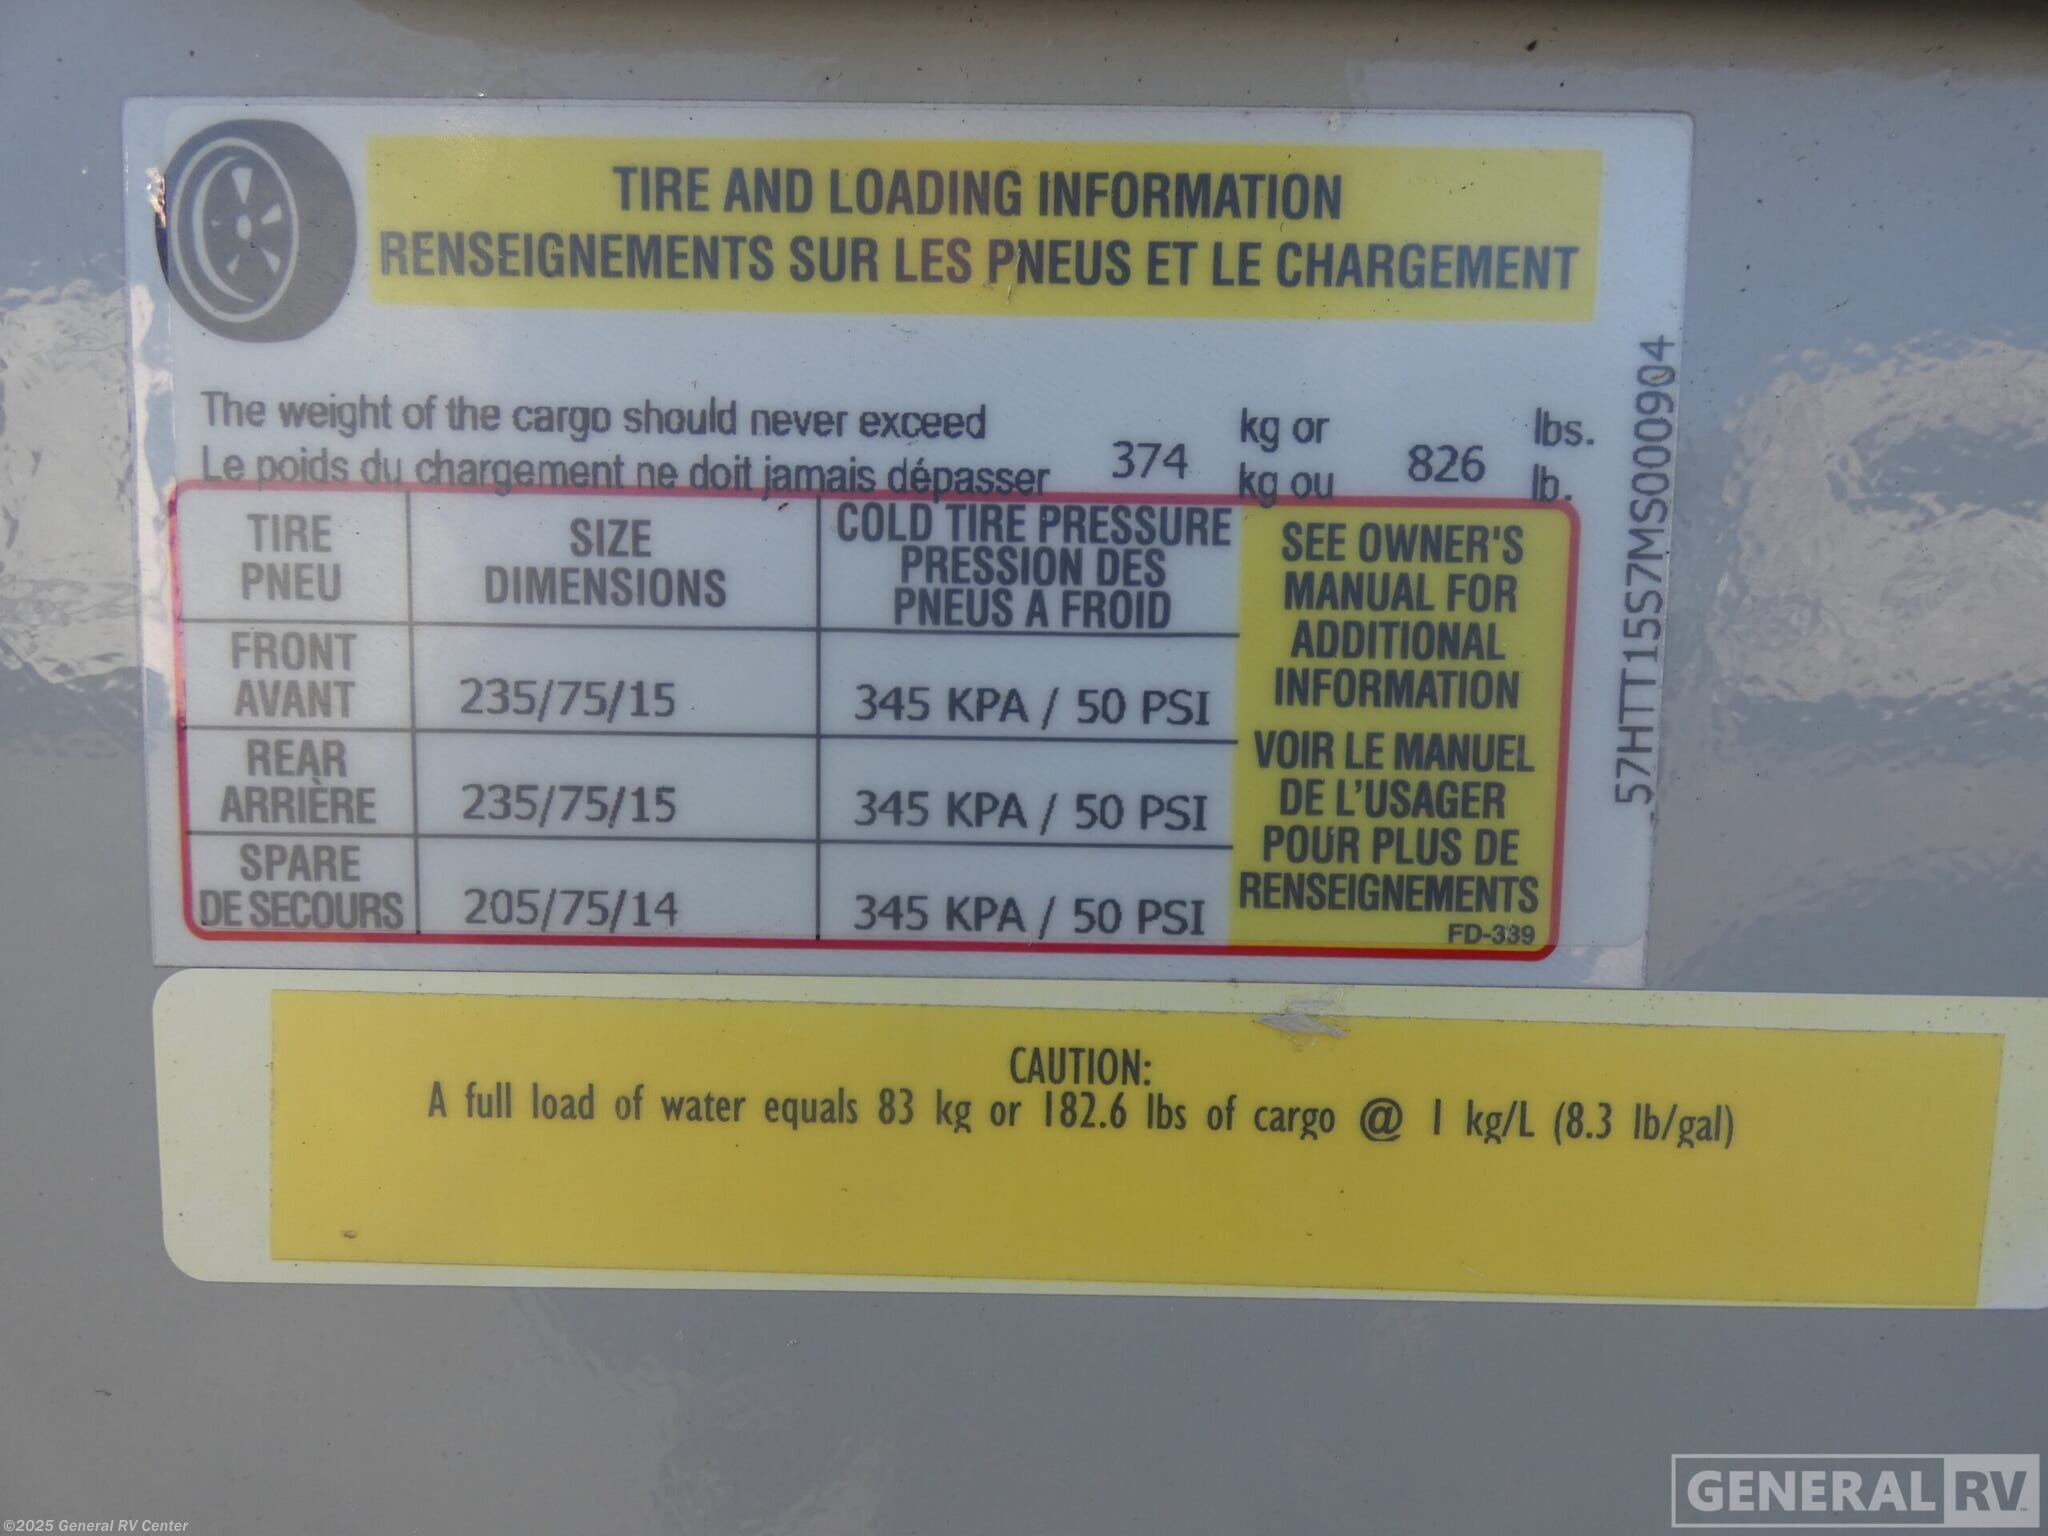 TIRE AND LOADING INFORMATION
RENSEIGNEMENTS SUR LES PNEUS ET LE CHARGEMENT
The weight of the cargo should never exceed kg or lbs.
Le poids du chargement ne doit jamais dépasser 374 kg ou 826 lb.
TIRE
PNEU
SIZE
DIMENSIONS
COLD TIRE PRESSURE
PRESSION DES
PNEUS A FROID
FRONT
AVANT
235/75/15
345 KPA / 50 PSI
REAR
ARRIÈRE
235/75/15
345 KPA / 50 PSI
SPARE
DE SECOURS
205/75/14
345 KPA / 50 PSI
SEE OWNER'S
MANUAL FOR
ADDITIONAL
INFORMATION
VOIR LE MANUEL
DE L'USAGER
POUR PLUS DE
RENSEIGNEMENTS
FD-339
57HTT15S7MS000904
CAUTION:
A full load of water equals 83 kg or 182.6 lbs of cargo @ 1 kg/L (8.3 lb/gal)
GENERAL RV
©2025 General RV Center